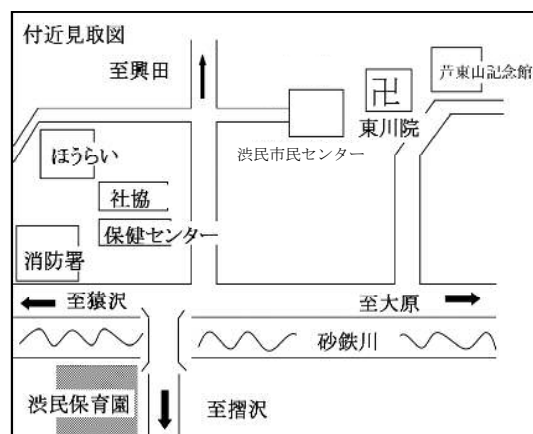 付近見取図
至興田
芦東山記念館
卍
東川院
渋民市民センター
ほうらい
社協
保健センター
消防署
至猿沢
至大原
砂鉄川
渋民保育園
至摺沢